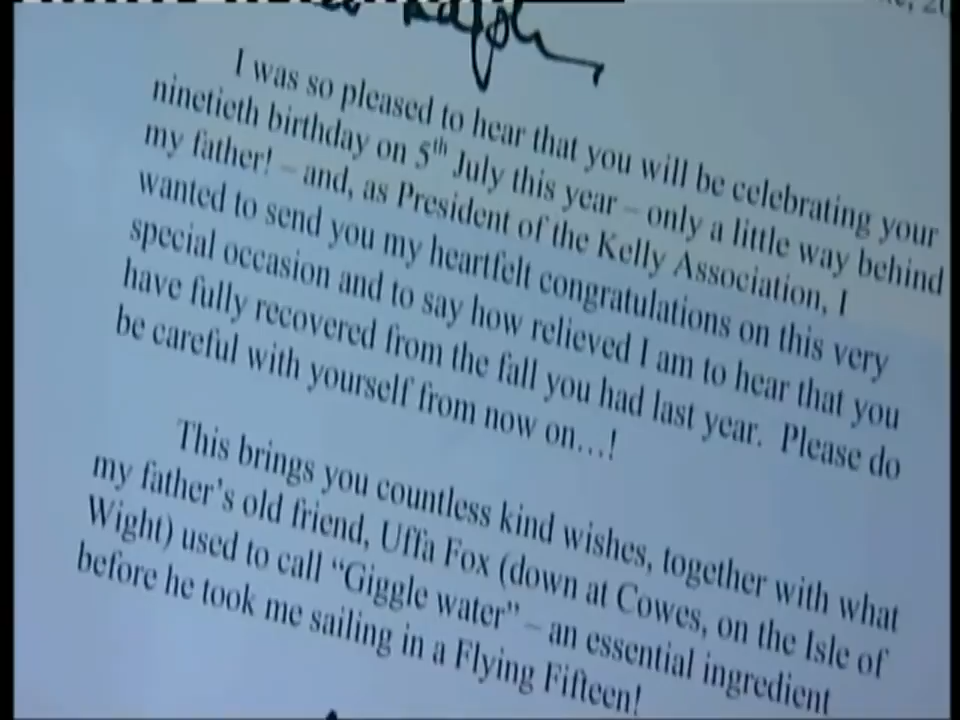 Ralph
I was so pleased to hear that you will be celebrating your
ninetieth birthday on 5th July this year – only a little way behind
my father! – and, as President of the Kelly Association, I
wanted to send you my heartfelt congratulations on this very
special occasion and to say how relieved I am to hear that you
have fully recovered from the fall you had last year. Please do
be careful with yourself from now on...!
This brings you countless kind wishes, together with what
my father's old friend, Uffa Fox (down at Cowes, on the Isle of
Wight) used to call “Giggle water” – an essential ingredient
before he took me sailing in a Flying Fifteen!